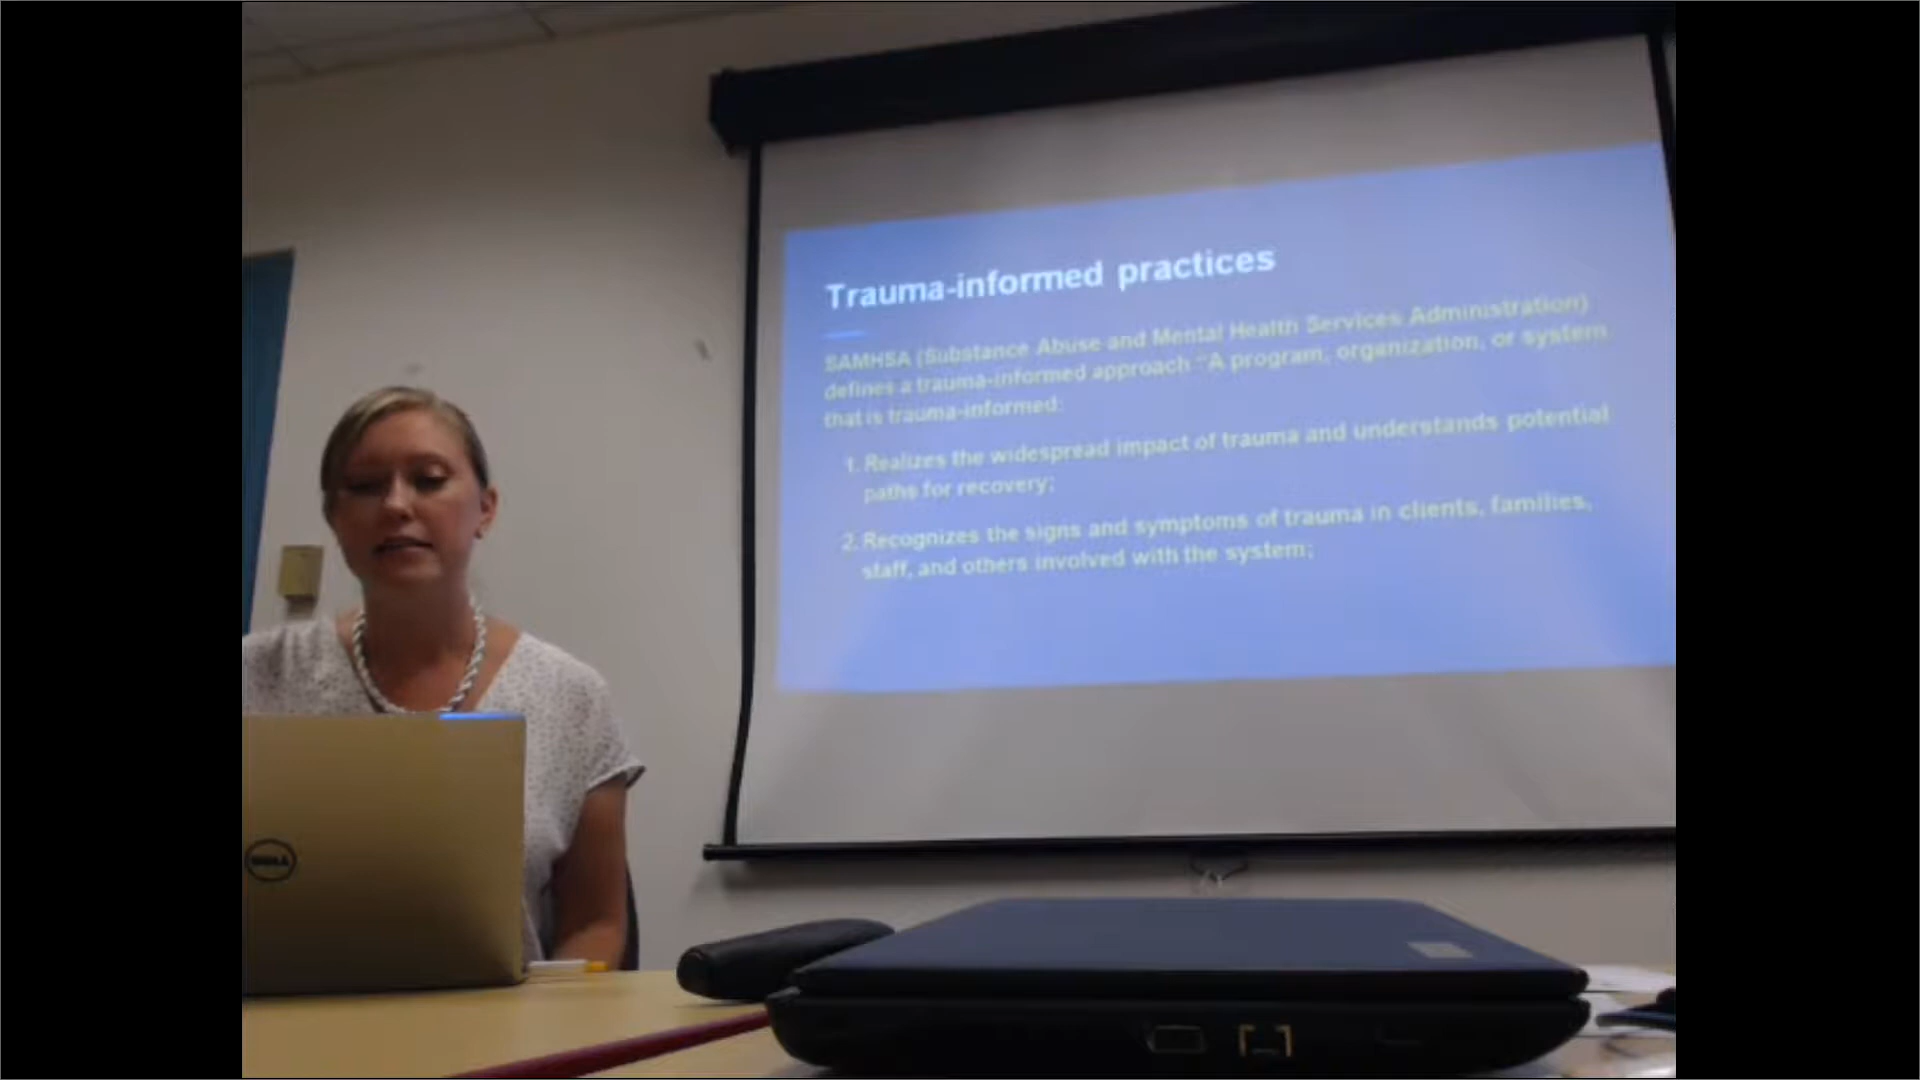 Trauma-informed practices
SAMHSA (Substance Abuse and Mental Health Services Administration)
defines a trauma-informed approach "A program, organization, or system
that is trauma-informed:
1. Realizes the widespread impact of trauma and understands potential
paths for recovery;
2. Recognizes the signs and symptoms of trauma in clients, families,
staff, and others involved with the system;
DELL